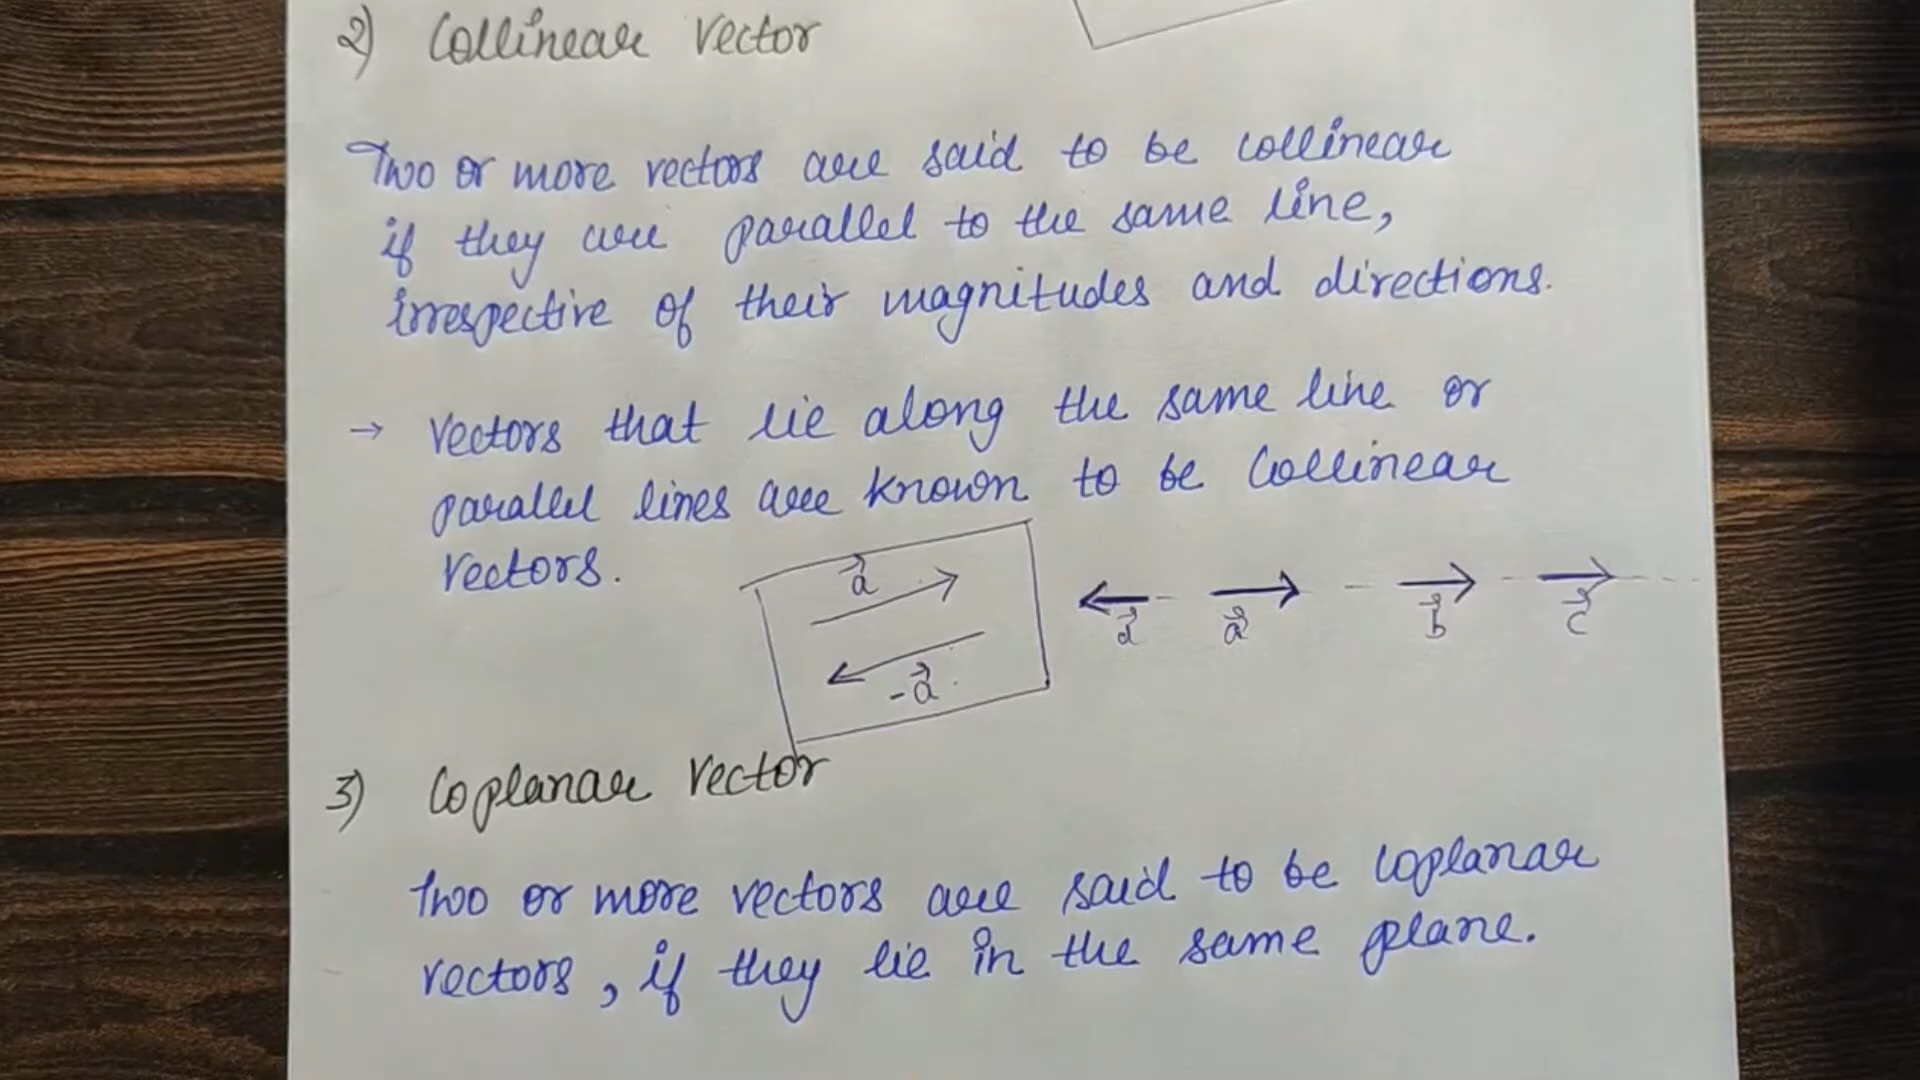 2) Collinear vector
Two or more vectors are said to be collinear
if they are parallel to the same line,
irrespective of their magnitudes and directions.
→ Vectors that lie along the same line or
parallel lines are known to be Collinear
Vectors.
a⃗
-a⃗
d⃗ a⃗ b⃗ c⃗
3) Coplanar Vector
Two or more vectors are said to be Coplanar
vectors, if they lie in the same plane.